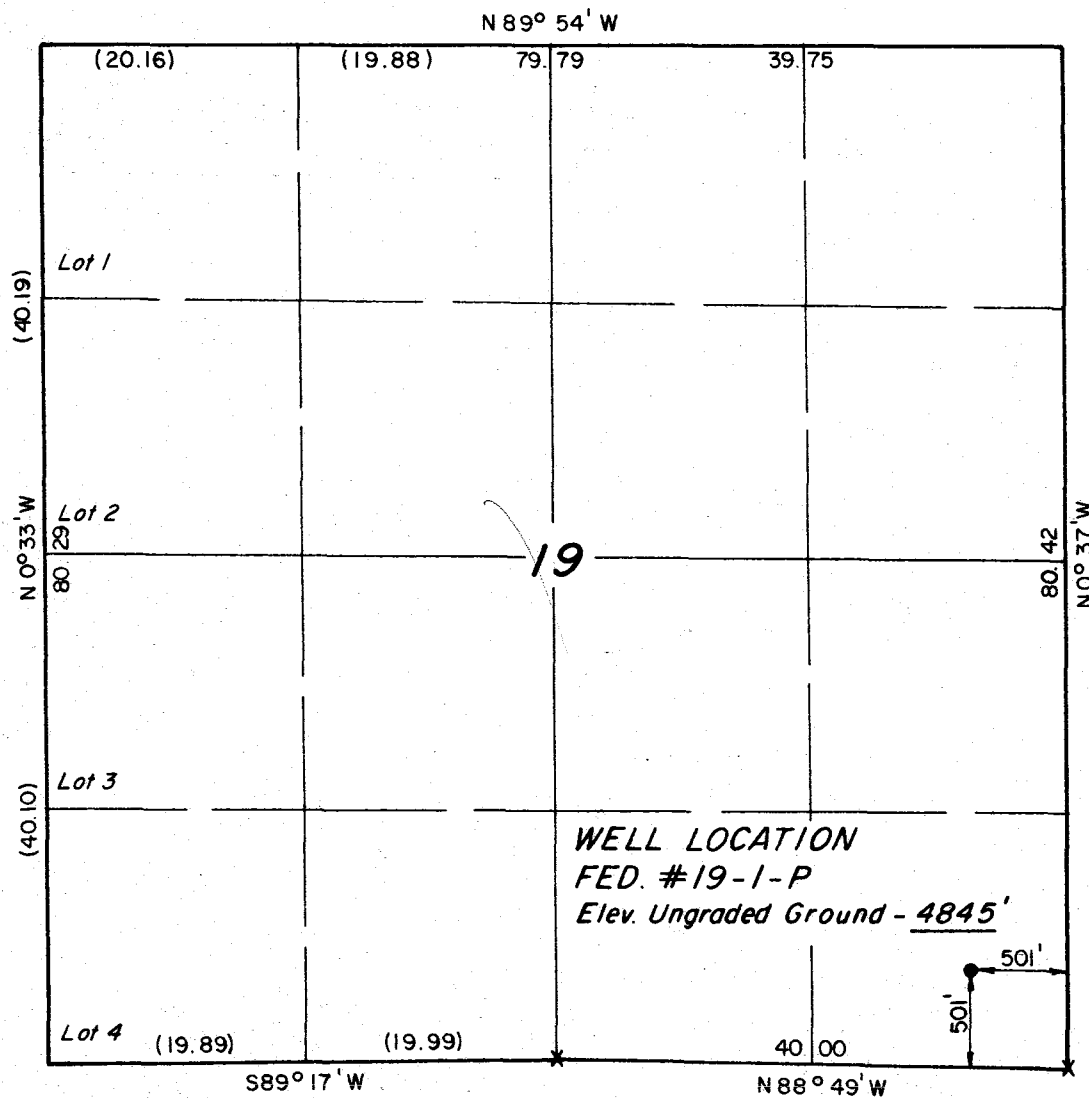 N 89° 54' W
(20.16) (19.88) 79.79 39.75
Lot 1
(40.19)
Lot 2
N 0° 33' W
80.29
19
80.42
N 0° 37' W
Lot 3
(40.10)
WELL LOCATION
FED. #19-1-P
Elev. Ungraded Ground - 4845'
501'
501'
Lot 4 (19.89) (19.99) 40.00
S 89° 17' W N 88° 49' W